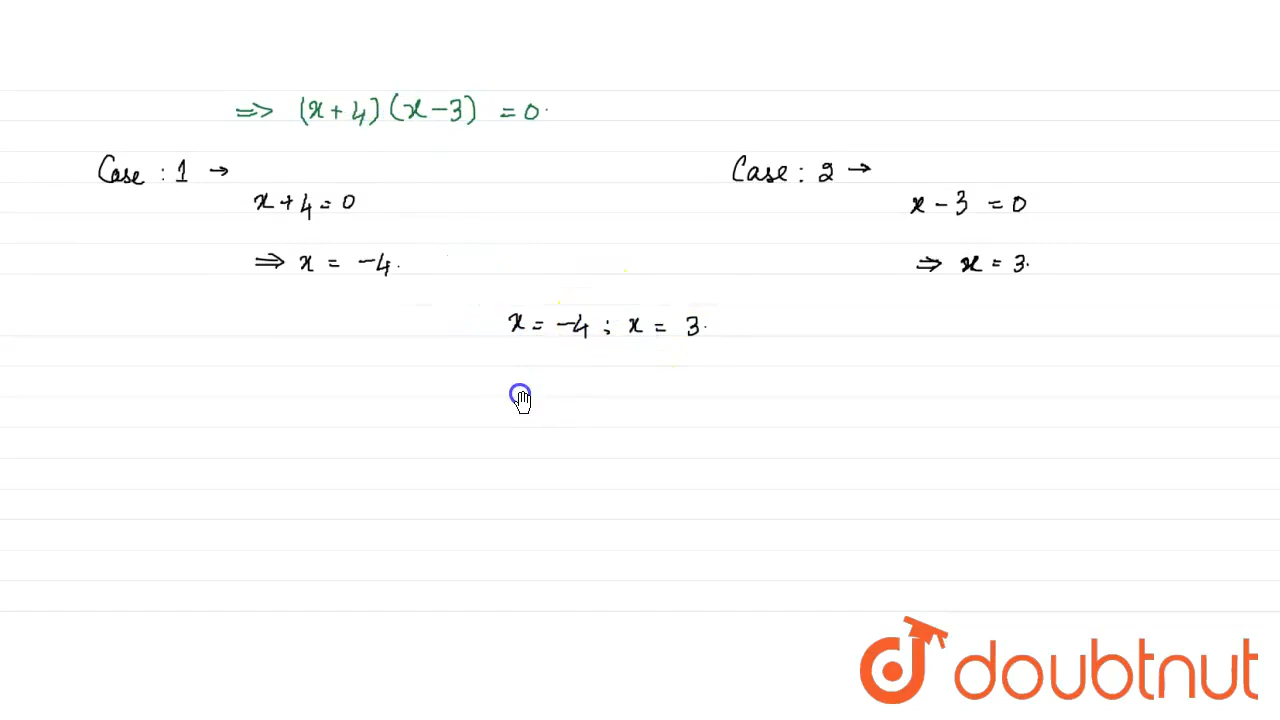 ⇒ (x+4)(x-3) = 0.
Case : 1 →
x+4=0
⇒ x = -4.
Case : 2 →
x-3 = 0
⇒ x = 3.
x = -4 ; x = 3.
doubtnut